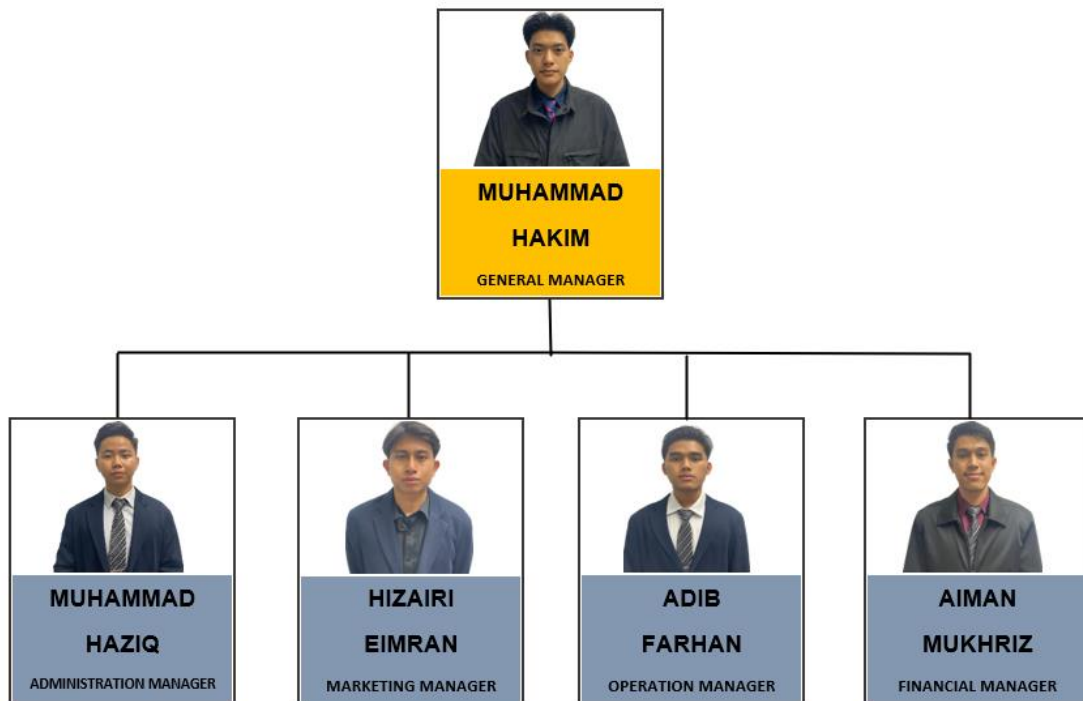 MUHAMMAD
HAKIM
GENERAL MANAGER
MUHAMMAD
HAZIQ
ADMINISTRATION MANAGER
HIZAIRI
EIMRAN
MARKETING MANAGER
ADIB
FARHAN
OPERATION MANAGER
AIMAN
MUKHRIZ
FINANCIAL MANAGER